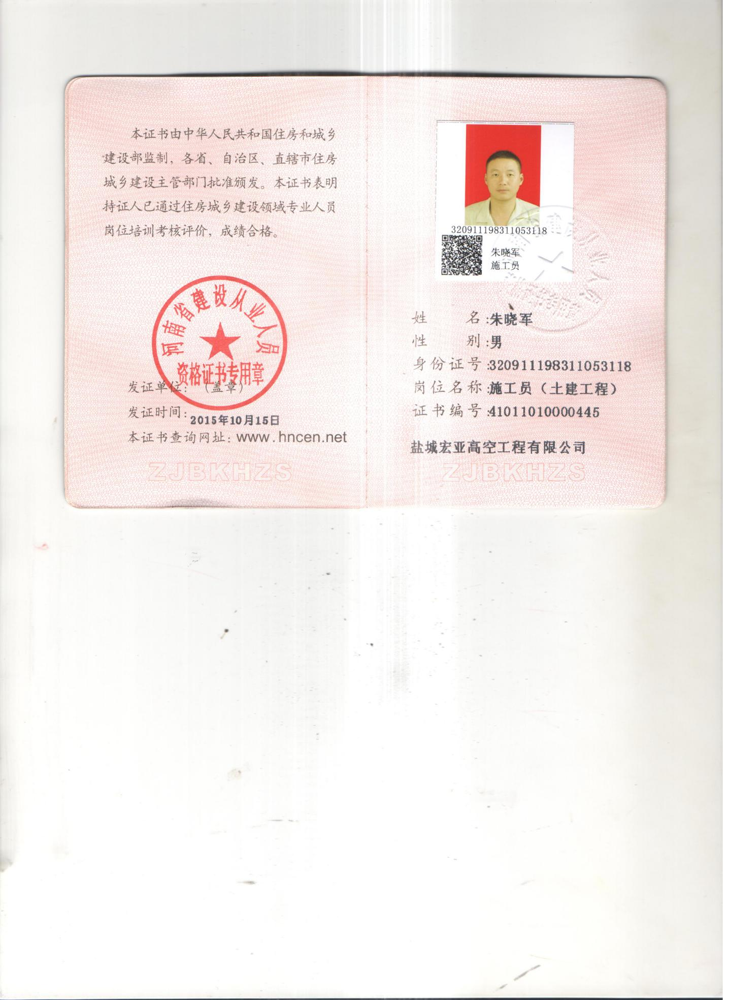 本证书由中华人民共和国住房和城乡
建设部监制，各省、自治区、直辖市住房
城乡建设主管部门批准颁发。本证书表明
持证人已通过住房城乡建设领域专业人员
岗位培训考核评价，成绩合格。
河南省建设从业人员
资格证书专用章
发证单位：（盖章）
发证时间：2015年10月15日
本证书查询网址：www.hncen.net
ZJBKHZS
320911198311053118
朱晓军
施工员
姓名：朱晓军
性别：男
身份证号：320911198311053118
岗位名称：施工员（土建工程）
证书编号：41011010000445
盐城宏亚高空工程有限公司
ZJBKHZS